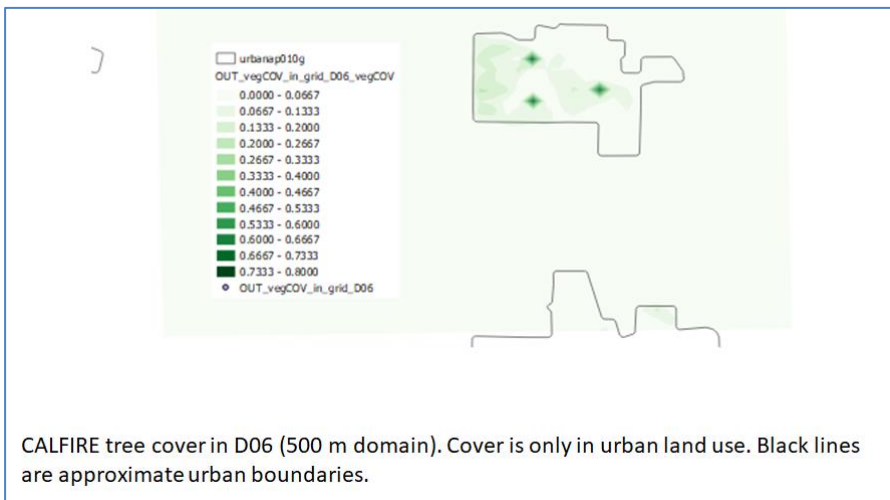 urbanap010g
OUT_vegCOV_in_grid_D06_vegCOV
0.0000 - 0.0667
0.0667 - 0.1333
0.1333 - 0.2000
0.2000 - 0.2667
0.2667 - 0.3333
0.3333 - 0.4000
0.4000 - 0.4667
0.4667 - 0.5333
0.5333 - 0.6000
0.6000 - 0.6667
0.6667 - 0.7333
0.7333 - 0.8000
OUT_vegCOV_in_grid_D06
CALFIRE tree cover in D06 (500 m domain). Cover is only in urban land use. Black lines
are approximate urban boundaries.